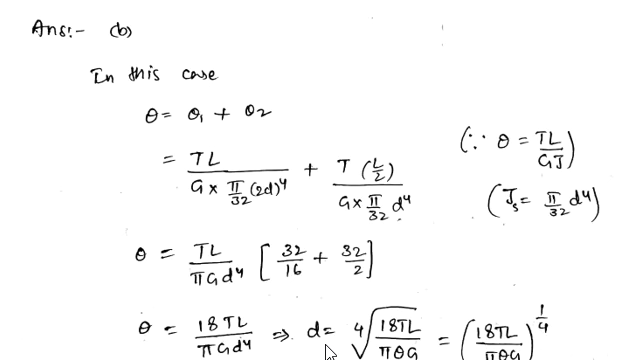 Ans:- (b)
In this case
θ = θ₁ + θ₂
= TL / (G × π/32 (2d)⁴) + T (L/2) / (G × π/32 d⁴)
(∵ θ = TL/GJ)
(Js = π/32 d⁴)
θ = TL/(πGd⁴) [32/16 + 32/2]
θ = 18TL/(πGd⁴) ⇒ d = ⁴√(18TL/(πθG)) = (18TL/(πθG))^(1/4)